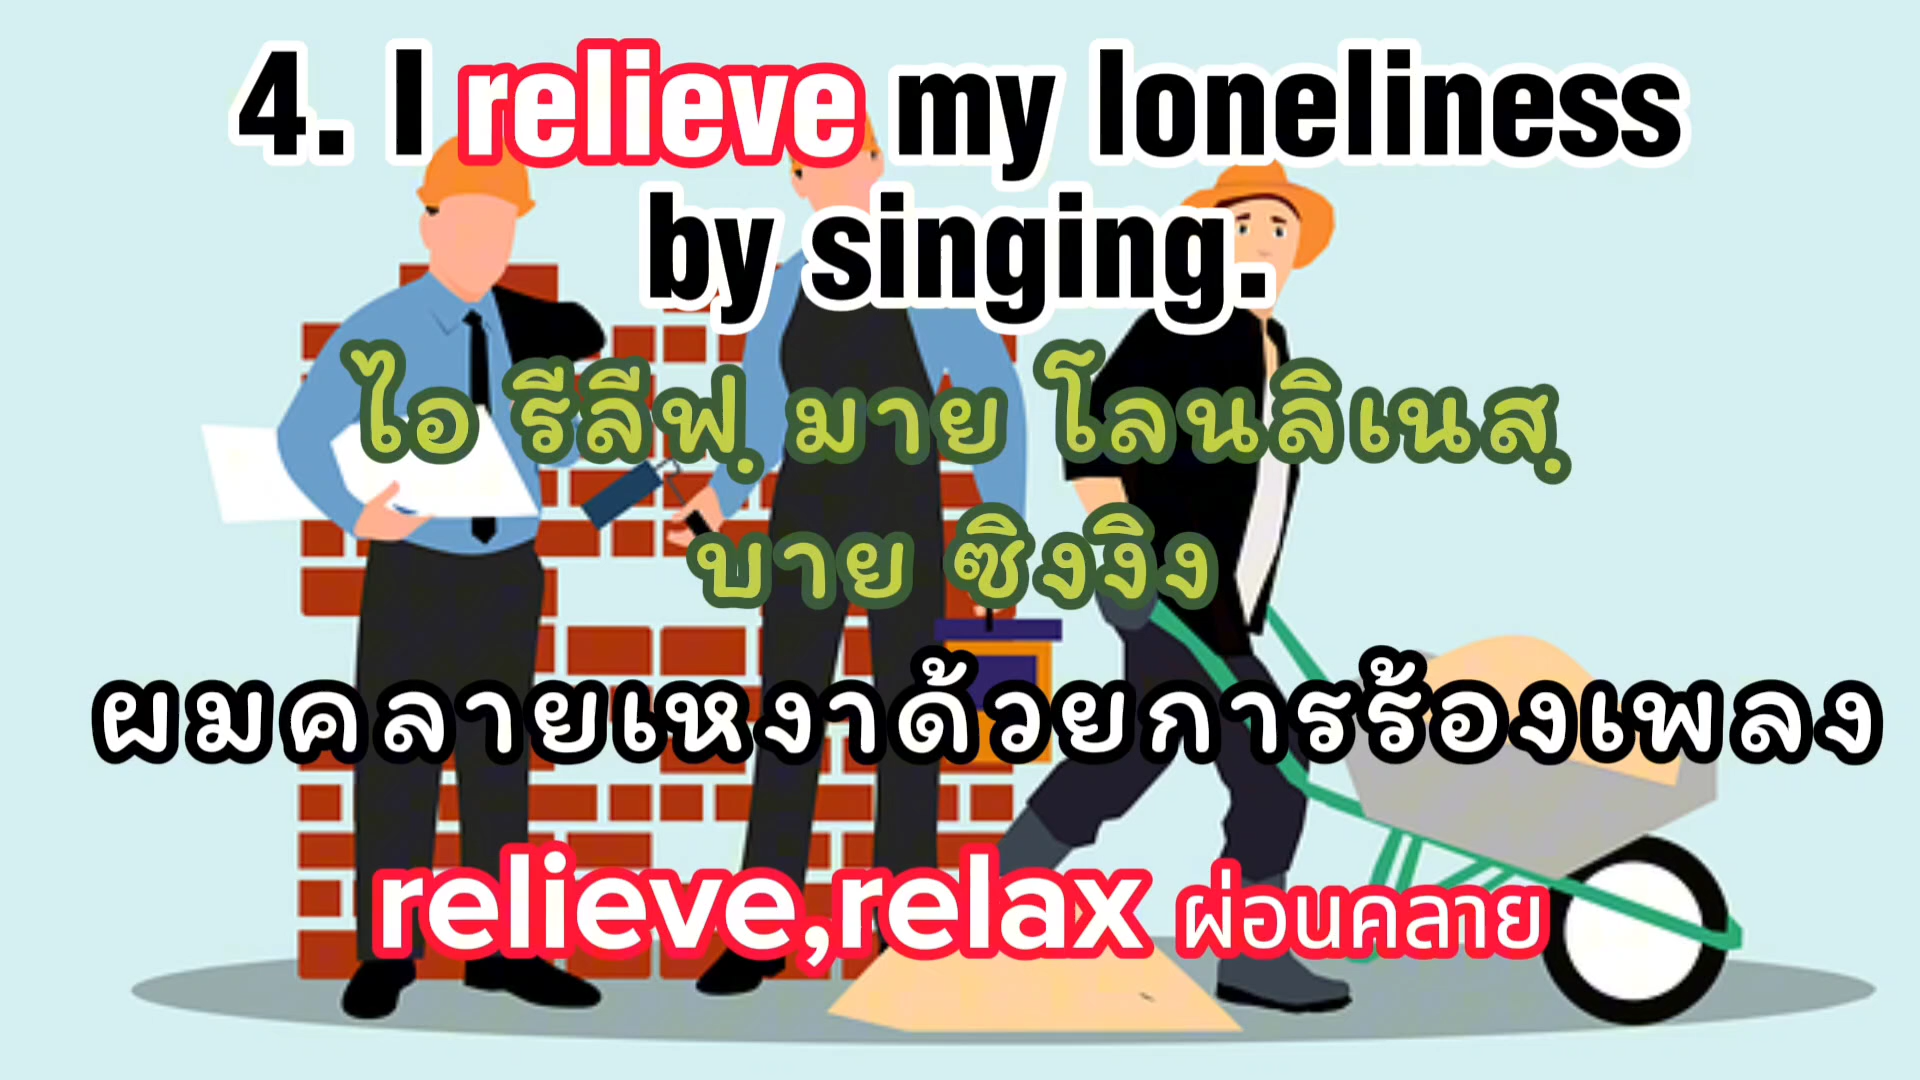 4. I relieve my loneliness
by singing.
ไอ รีลีฟฺ มาย โลนลิเนสฺ
บาย ซิงงิง
ผมคลายเหงาด้วยการร้องเพลง
relieve,relax ผ่อนคลาย